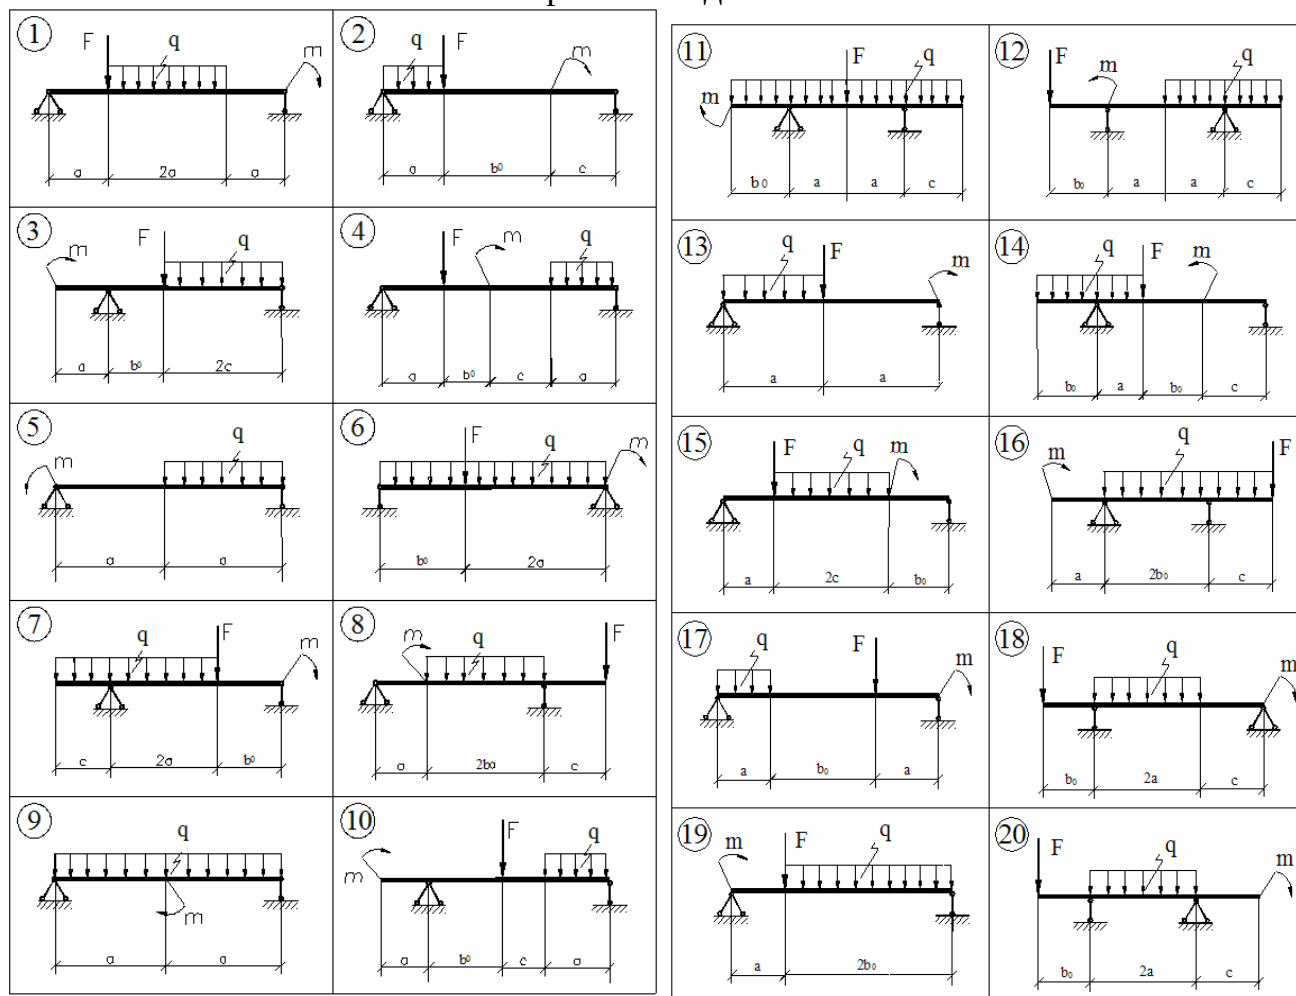 1 F q m
a 2a a
2 q F m
a b₀ c
3 m F q
a b₀ 2c
4 F m q
a b₀ c a
5 m q
a a
6 F q m
b₀ 2a
7 q F m
c 2a b₀
8 m q F
a 2ba c
9 q m
a a
10 m F q
a b₀ c a
11 m F q
b₀ a a c
12 F m q
b₀ a a c
13 q F m
a a
14 q F m
b₀ a b₀ c
15 F q m
a 2c b₀
16 m q F
a 2b₀ c
17 q F m
a b₀ a
18 F q m
b₀ 2a c
19 m F q
a 2b₀
20 F q m
b₀ 2a c